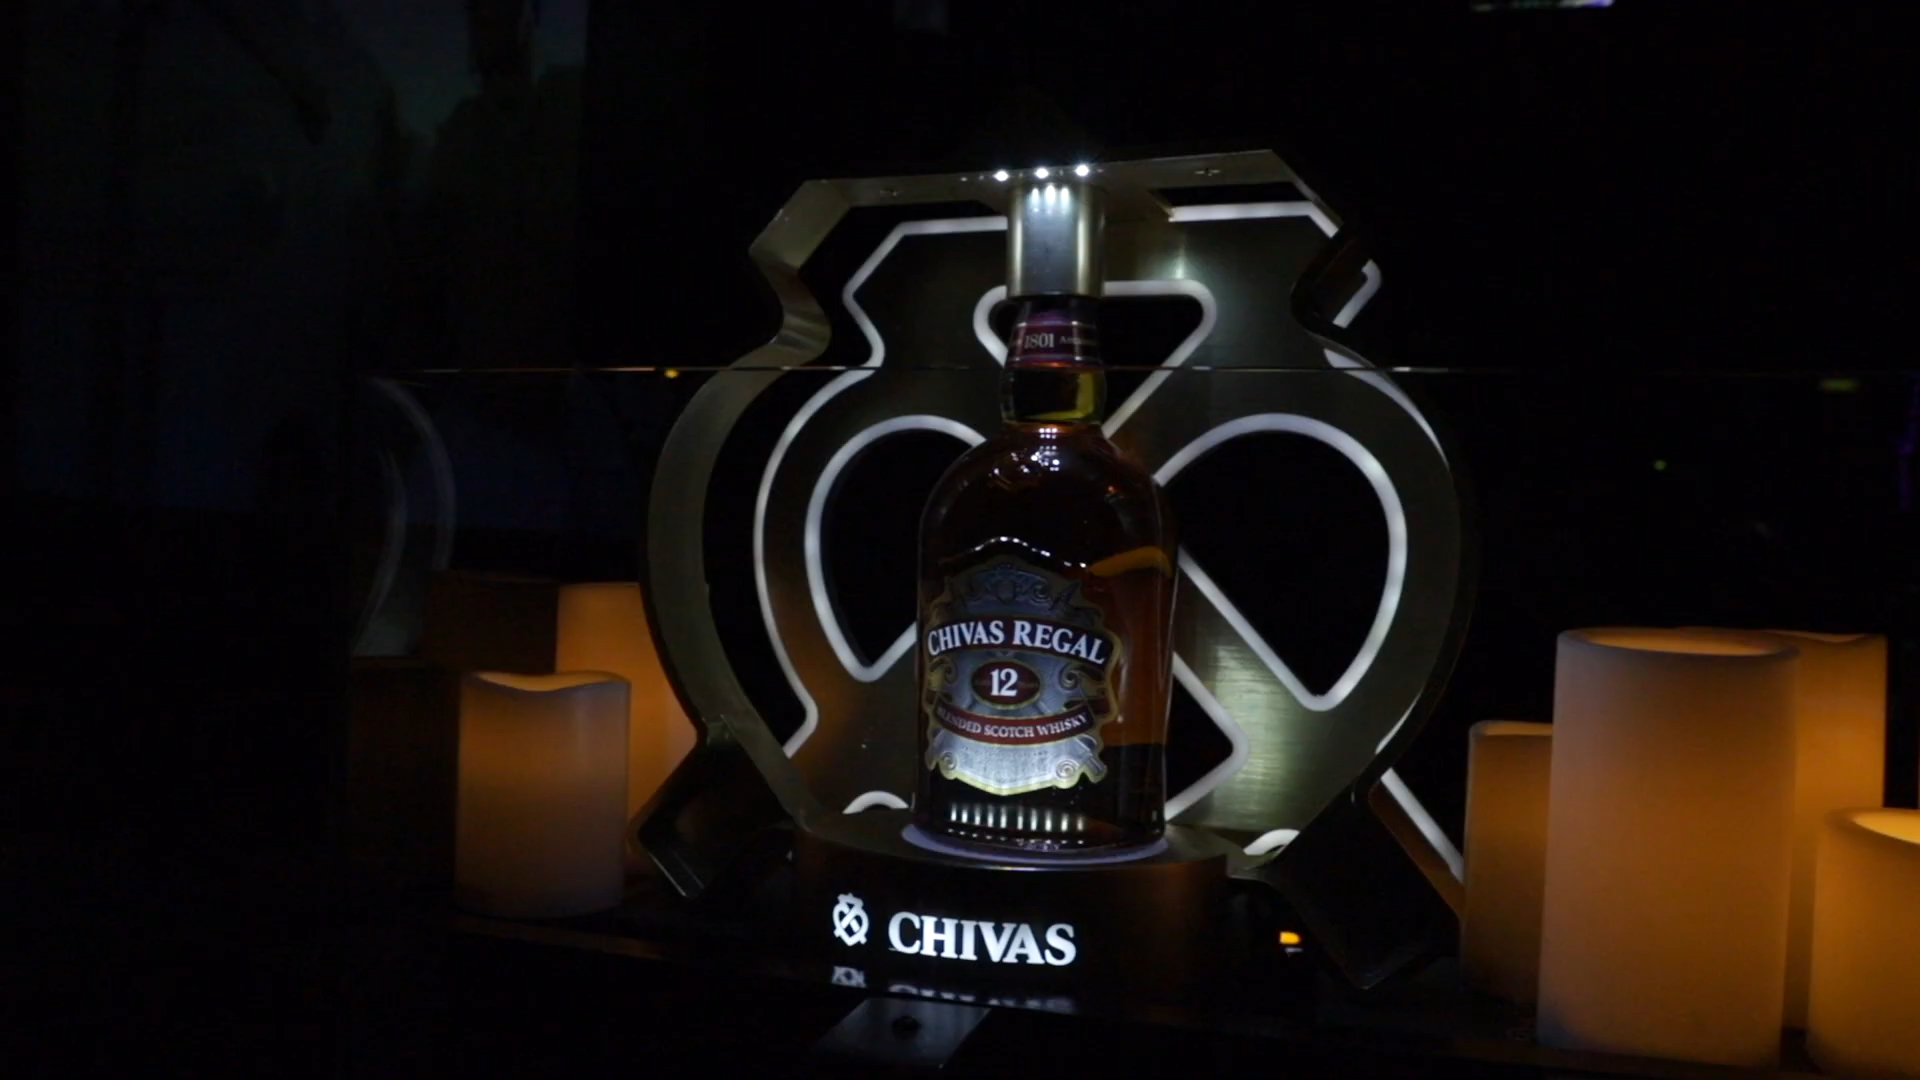 1801
CHIVAS REGAL
12
BLENDED SCOTCH WHISKY
CHIVAS